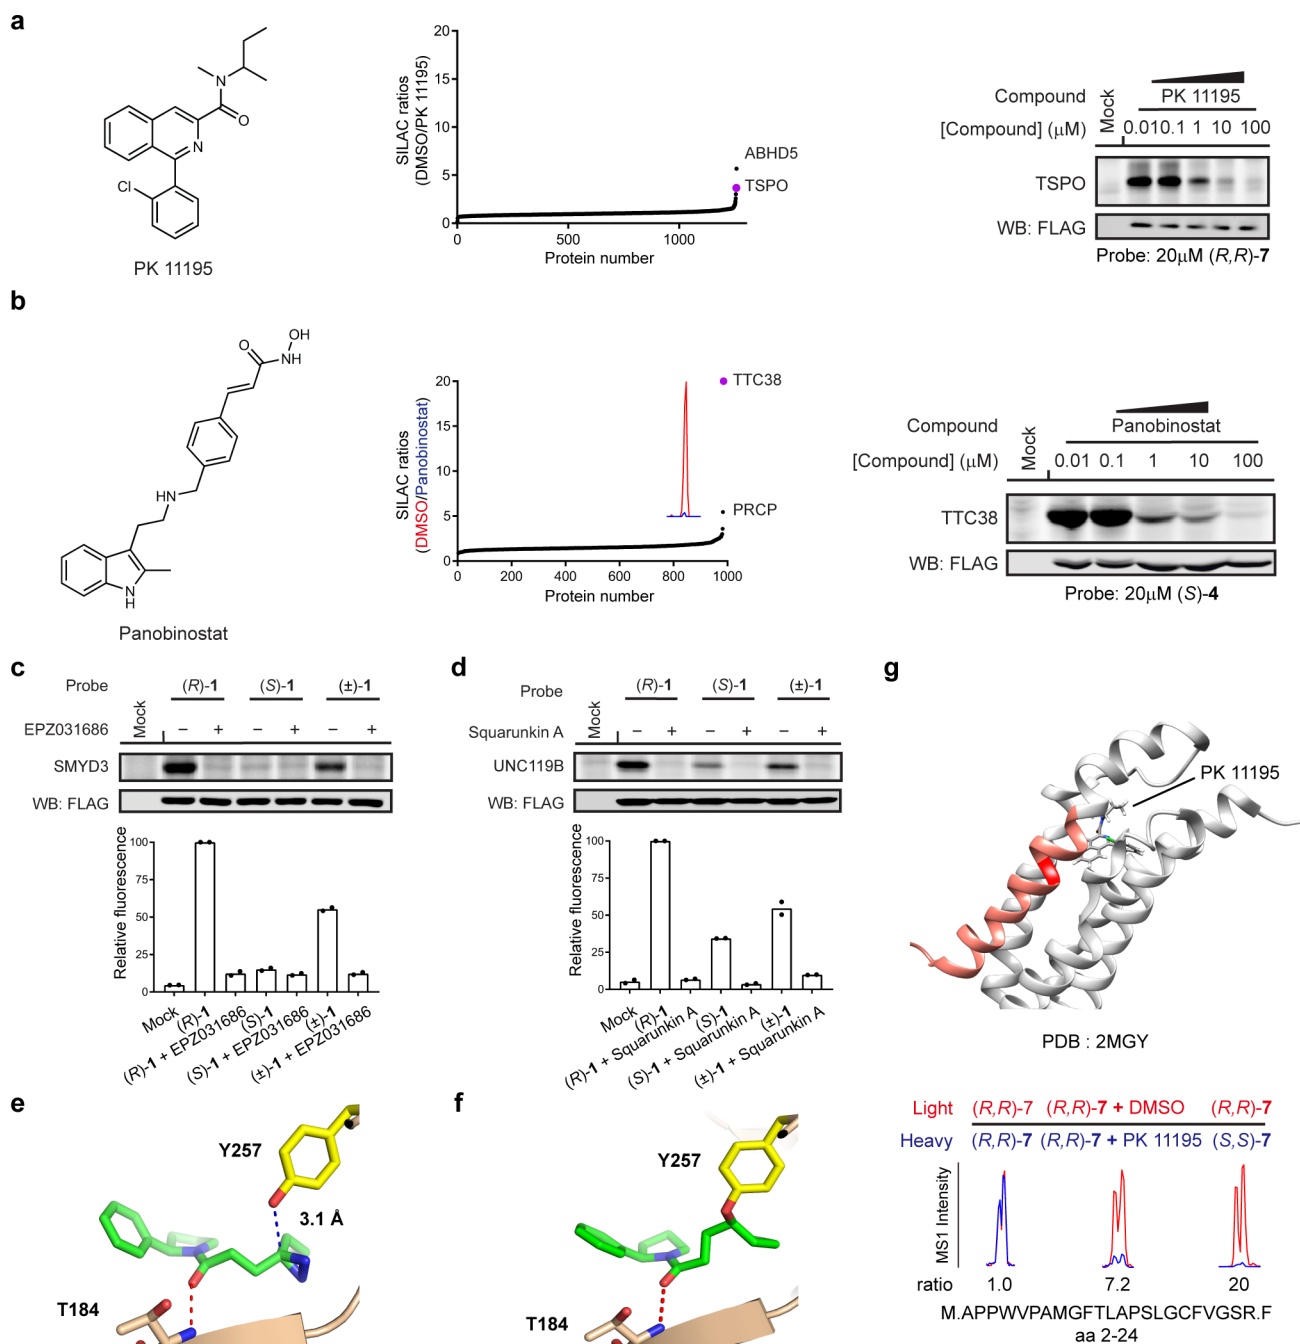 a
N
N
O
Cl
PK 11195
SILAC ratios
(DMSO/PK 11195)
20
15
10
5
0
0 500 1000
Protein number
ABHD5
TSPO
Compound
Mock
PK 11195
[Compound] (μM)
0.01 0.1 1 10 100
TSPO
WB: FLAG
Probe: 20μM (R,R)-7
b
OH
O
NH
HN
N
H
Panobinostat
SILAC ratios
(DMSO/Panobinostat)
20
15
10
5
0
0 200 400 600 800 1000
Protein number
TTC38
PRCP
Compound
Mock
Panobinostat
[Compound] (μM)
0.01 0.1 1 10 100
TTC38
WB: FLAG
Probe: 20μM (S)-4
c
Probe
Mock
(R)-1 (S)-1 (±)-1
EPZ031686
– + – + – +
SMYD3
WB: FLAG
Relative fluorescence
100
75
50
25
0
Mock
(R)-1
(R)-1 + EPZ031686
(S)-1
(S)-1 + EPZ031686
(±)-1
(±)-1 + EPZ031686
d
Probe
Mock
(R)-1 (S)-1 (±)-1
Squarunkin A
– + – + – +
UNC119B
WB: FLAG
Relative fluorescence
100
75
50
25
0
Mock
(R)-1
(R)-1 + Squarunkin A
(S)-1
(S)-1 + Squarunkin A
(±)-1
(±)-1 + Squarunkin A
e
Y257
3.1 Å
T184
f
Y257
T184
g
PK 11195
PDB : 2MGY
Light (R,R)-7 (R,R)-7 + DMSO (R,R)-7
Heavy (R,R)-7 (R,R)-7 + PK 11195 (S,S)-7
MS1 Intensity
ratio 1.0 7.2 20
M.APPWVPAMGFTLAPSLGCFVGSR.F
aa 2-24